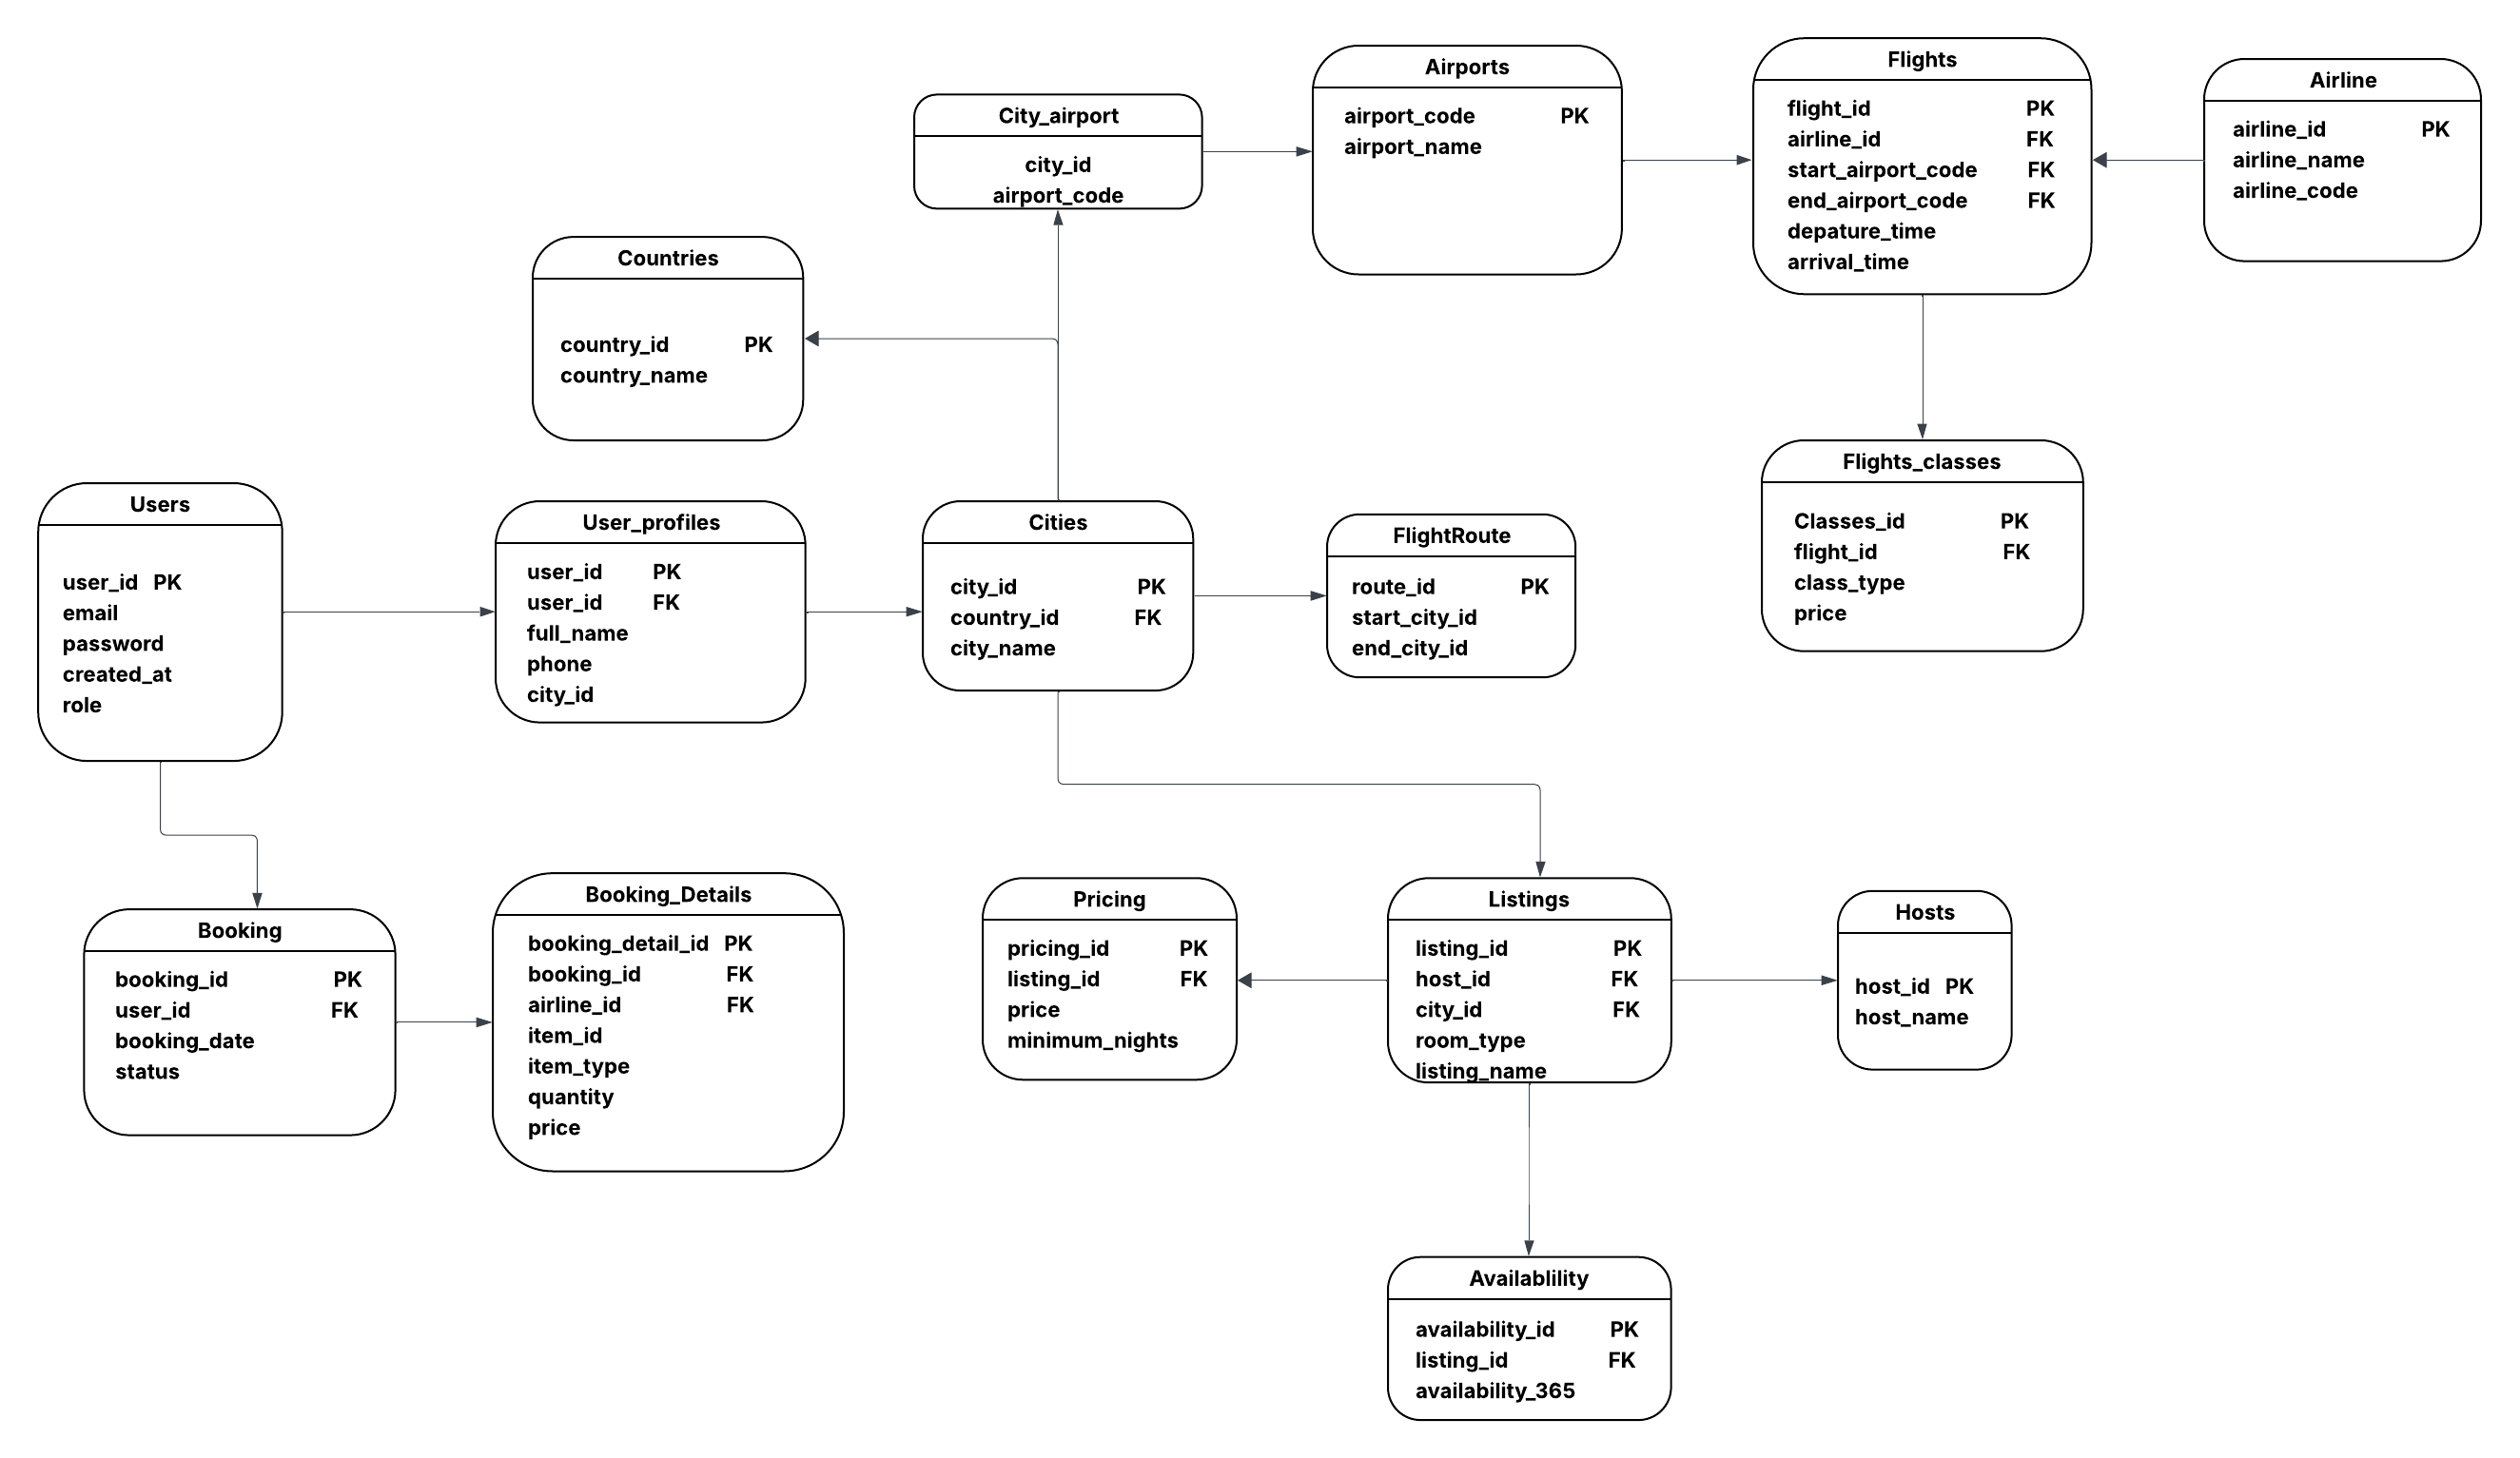 Airports
airport_code PK
airport_name
Flights
flight_id PK
airline_id FK
start_airport_code FK
end_airport_code FK
depature_time
arrival_time
Airline
airline_id PK
airline_name
airline_code
City_airport
city_id
airport_code
Countries
country_id PK
country_name
Flights_classes
Classes_id PK
flight_id FK
class_type
price
Users
user_id PK
email
password
created_at
role
User_profiles
user_id PK
user_id FK
full_name
phone
city_id
Cities
city_id PK
country_id FK
city_name
FlightRoute
route_id PK
start_city_id
end_city_id
Booking
booking_id PK
user_id FK
booking_date
status
Booking_Details
booking_detail_id PK
booking_id FK
airline_id FK
item_id
item_type
quantity
price
Pricing
pricing_id PK
listing_id FK
price
minimum_nights
Listings
listing_id PK
host_id FK
city_id FK
room_type
listing_name
Hosts
host_id PK
host_name
Availablility
availability_id PK
listing_id FK
availability_365